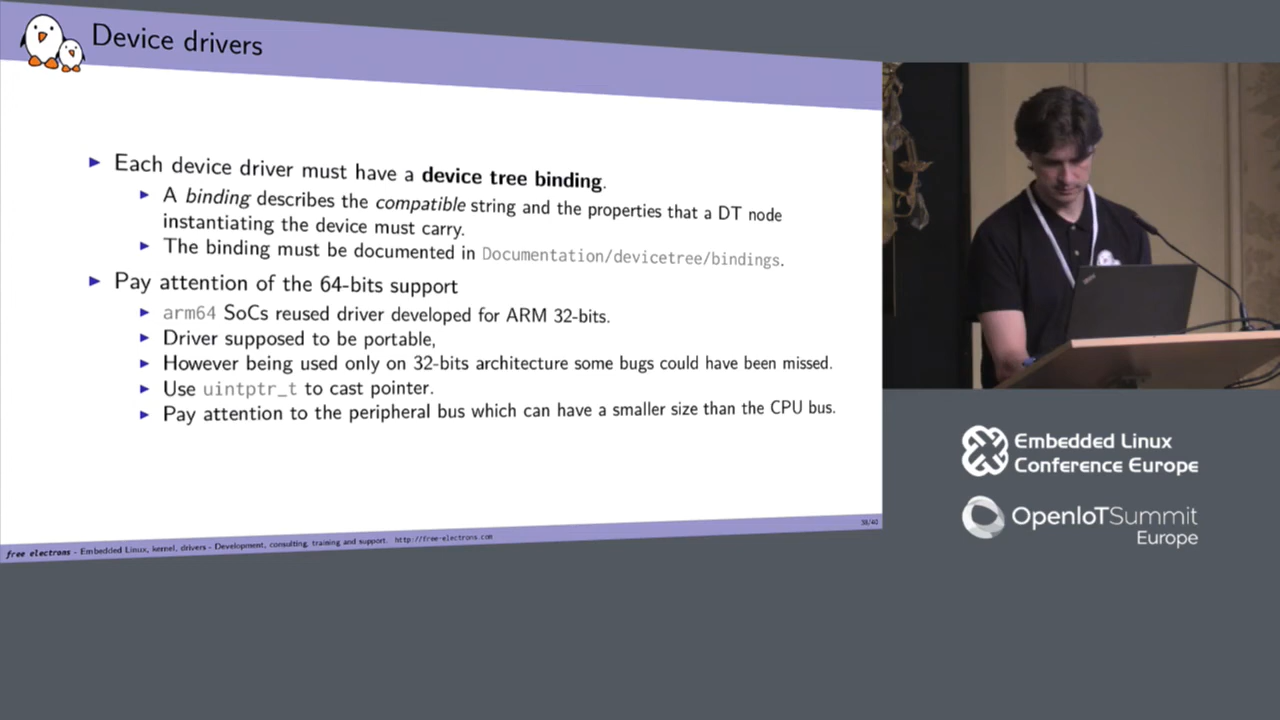 Device drivers
Each device driver must have a device tree binding.
A binding describes the compatible string and the properties that a DT node
instantiating the device must carry.
The binding must be documented in Documentation/devicetree/bindings.
Pay attention of the 64-bits support
arm64 SoCs reused driver developed for ARM 32-bits.
Driver supposed to be portable,
However being used only on 32-bits architecture some bugs could have been missed.
Use uintptr_t to cast pointer.
Pay attention to the peripheral bus which can have a smaller size than the CPU bus.
free electrons - Embedded Linux, kernel, drivers - Development, consulting, training and support. http://free-electrons.com
Embedded Linux
Conference Europe
OpenIoTSummit
Europe